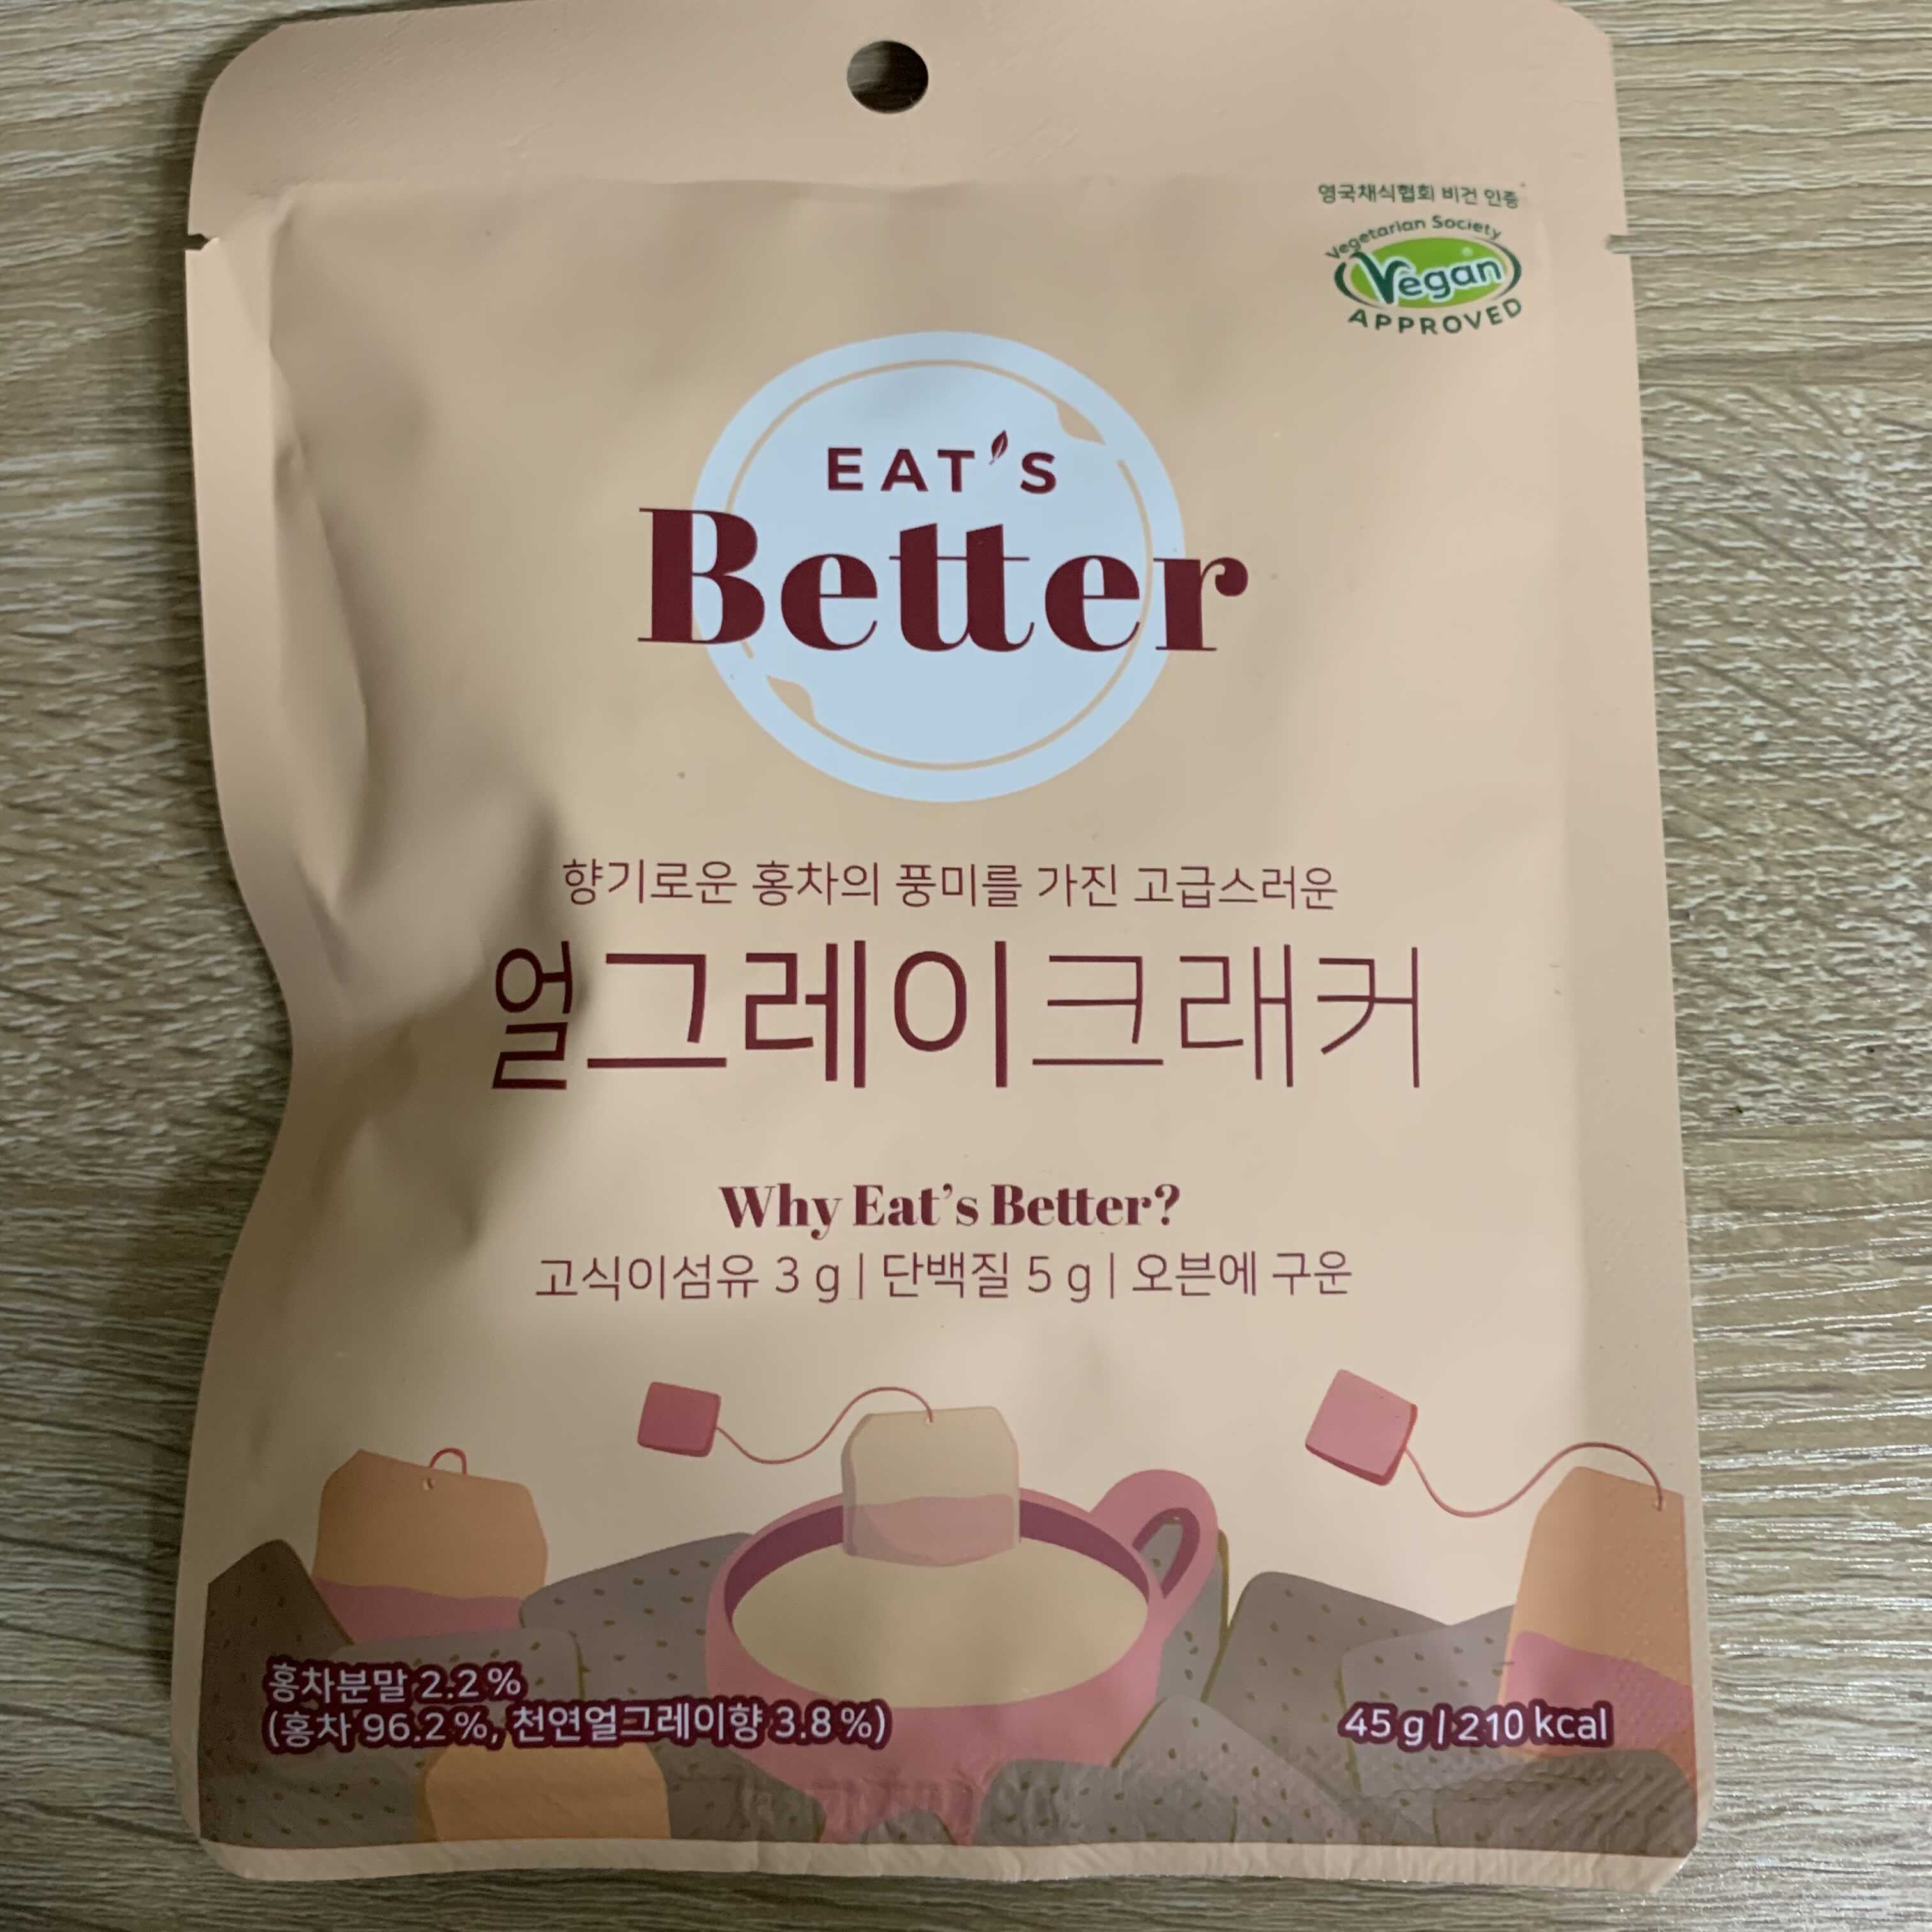 영국채식협회 비건 인증
Vegetarian Society
Vegan
APPROVED
EAT'S
Better
향기로운 홍차의 풍미를 가진 고급스러운
얼그레이크래커
Why Eat's Better?
고식이섬유 3 g | 단백질 5 g | 오븐에 구운
홍차분말 2.2%
(홍차 96.2%, 천연얼그레이향 3.8%)
45 g | 210 kcal